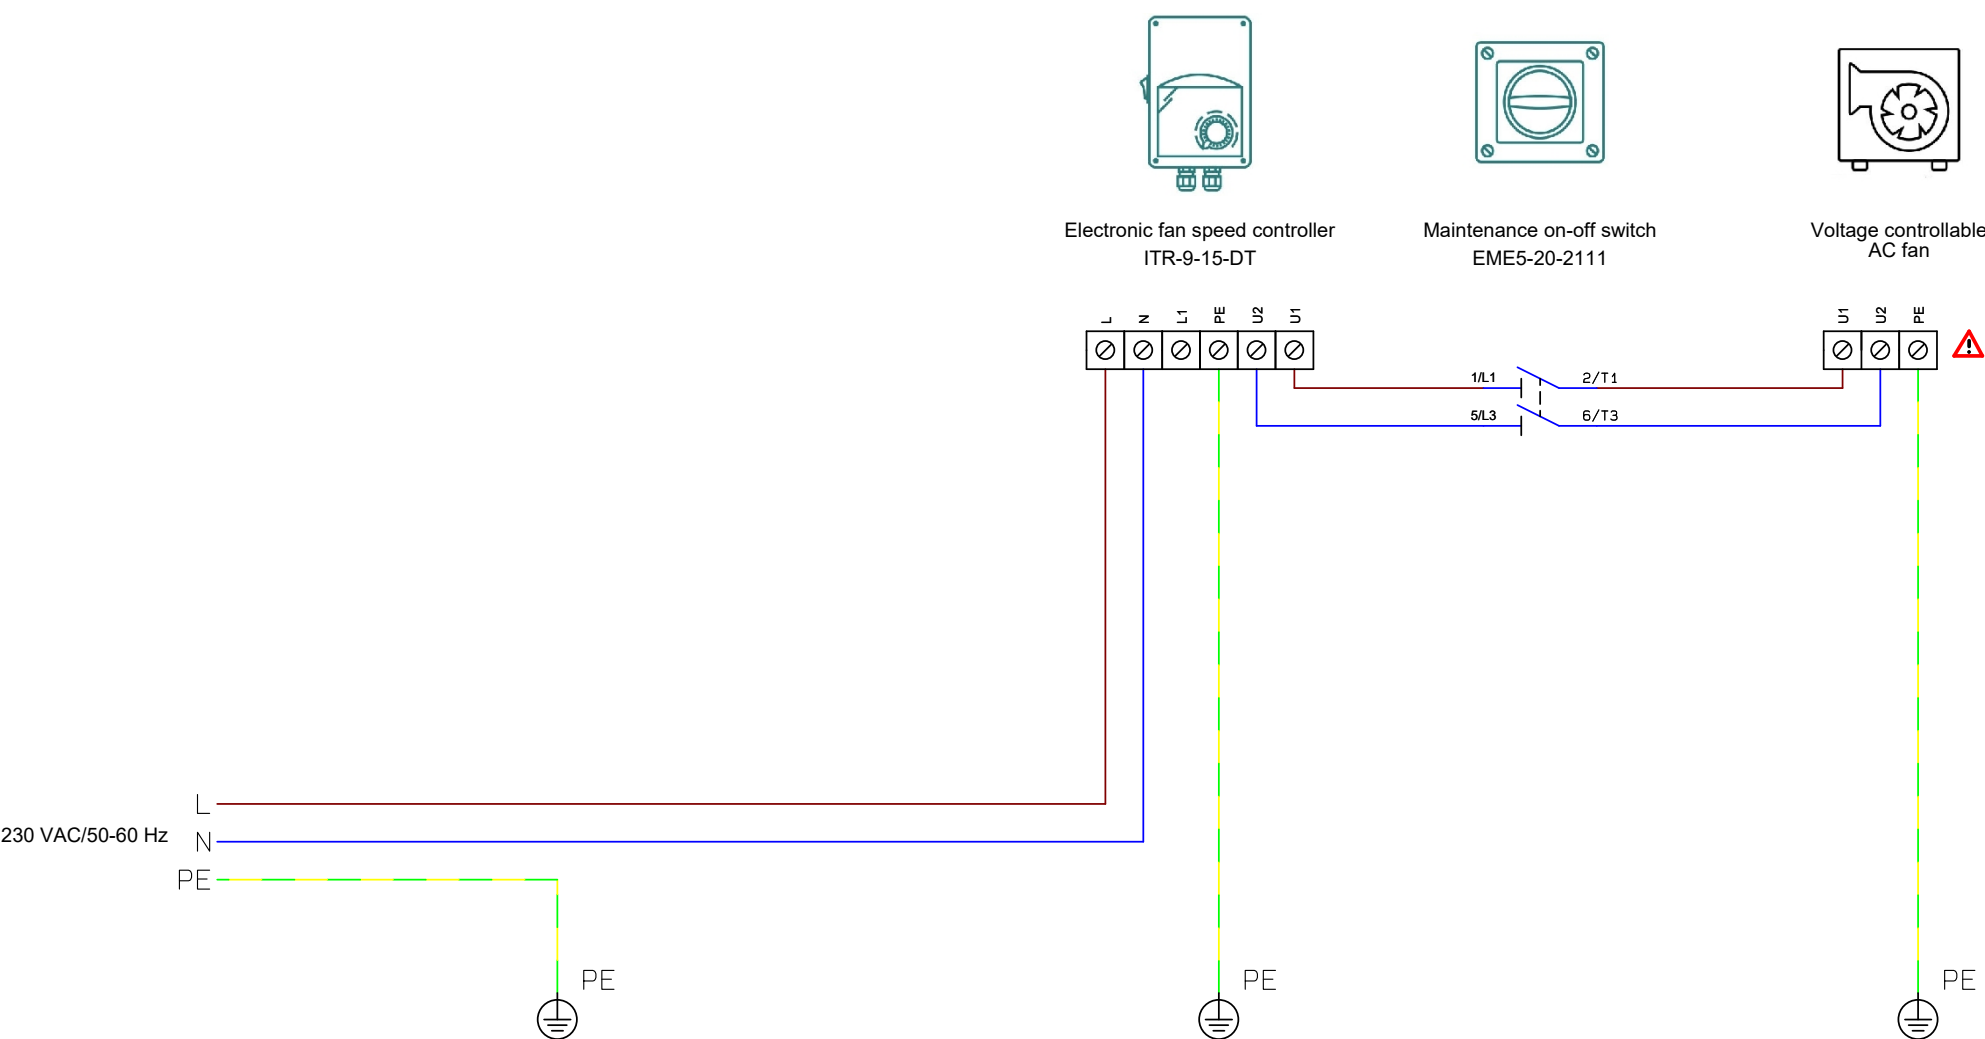 Electronic fan speed controller
ITR-9-15-DT
Maintenance on-off switch
EME5-20-2111
Voltage controllable
AC fan
L N L1 PE U2 U1
U1 U2 PE
1/L1 2/T1
5/L3 6/T3
L
230 VAC/50-60 Hz
N
PE
PE
PE
PE